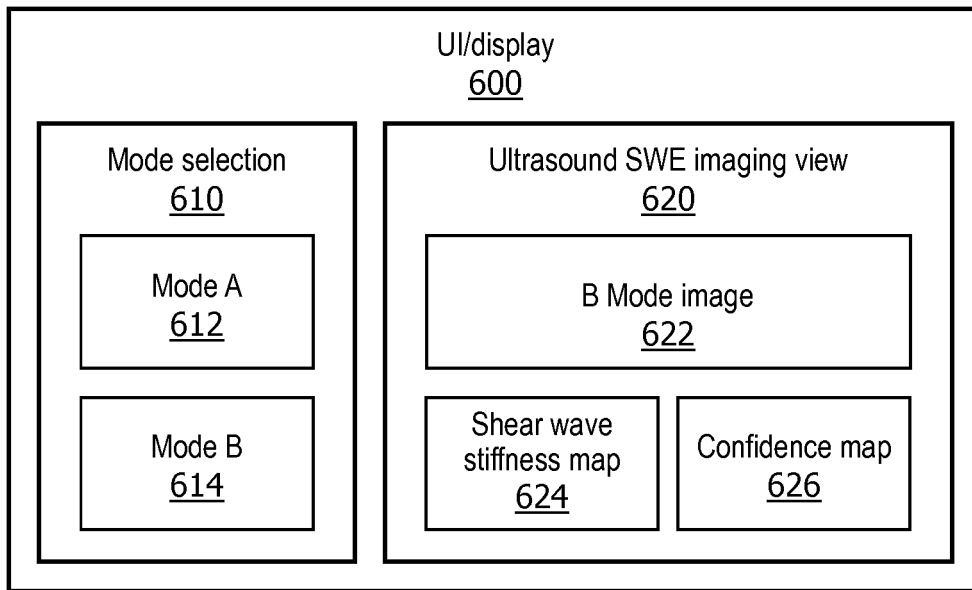 UI/display
600
Mode selection
610
Mode A
612
Mode B
614
Ultrasound SWE imaging view
620
B Mode image
622
Shear wave
stiffness map
624
Confidence map
626